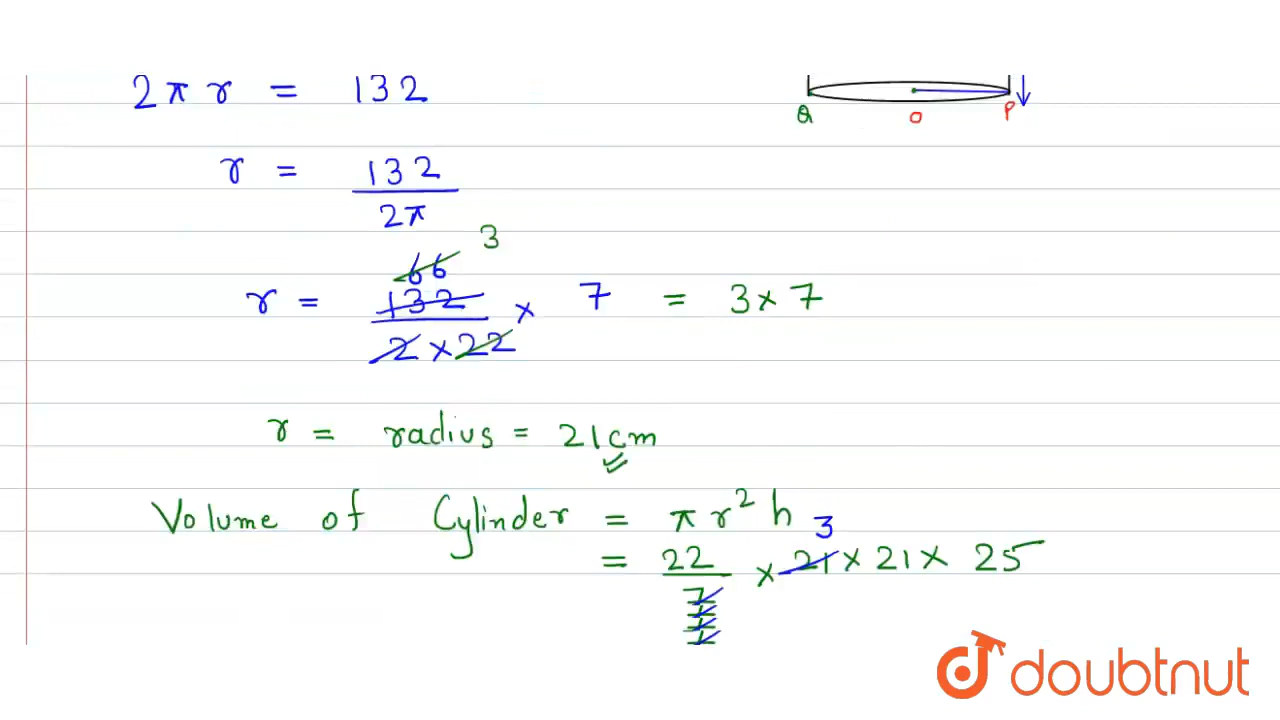 2πr = 132
Q O P
r = 132/2π
66 3
r = 132/2×22 × 7 = 3×7
r = radius = 21cm
Volume of Cylinder = πr²h
3
= 22/7 × 21 × 21 × 25
doubtnut